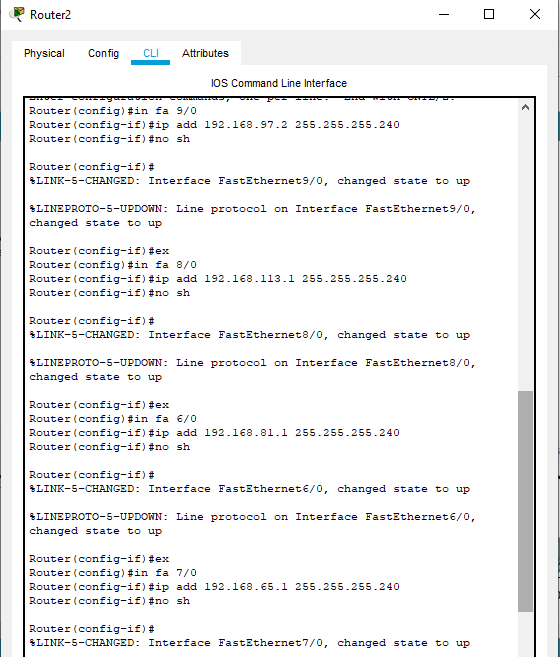 Router2
Physical Config CLI Attributes
IOS Command Line Interface
Router(config)#in fa 9/0
Router(config-if)#ip add 192.168.97.2 255.255.255.240
Router(config-if)#no sh
Router(config-if)#
%LINK-5-CHANGED: Interface FastEthernet9/0, changed state to up
%LINEPROTO-5-UPDOWN: Line protocol on Interface FastEthernet9/0,
changed state to up
Router(config-if)#ex
Router(config)#in fa 8/0
Router(config-if)#ip add 192.168.113.1 255.255.255.240
Router(config-if)#no sh
Router(config-if)#
%LINK-5-CHANGED: Interface FastEthernet8/0, changed state to up
%LINEPROTO-5-UPDOWN: Line protocol on Interface FastEthernet8/0,
changed state to up
Router(config-if)#ex
Router(config)#in fa 6/0
Router(config-if)#ip add 192.168.81.1 255.255.255.240
Router(config-if)#no sh
Router(config-if)#
%LINK-5-CHANGED: Interface FastEthernet6/0, changed state to up
%LINEPROTO-5-UPDOWN: Line protocol on Interface FastEthernet6/0,
changed state to up
Router(config-if)#ex
Router(config)#in fa 7/0
Router(config-if)#ip add 192.168.65.1 255.255.255.240
Router(config-if)#no sh
Router(config-if)#
%LINK-5-CHANGED: Interface FastEthernet7/0, changed state to up